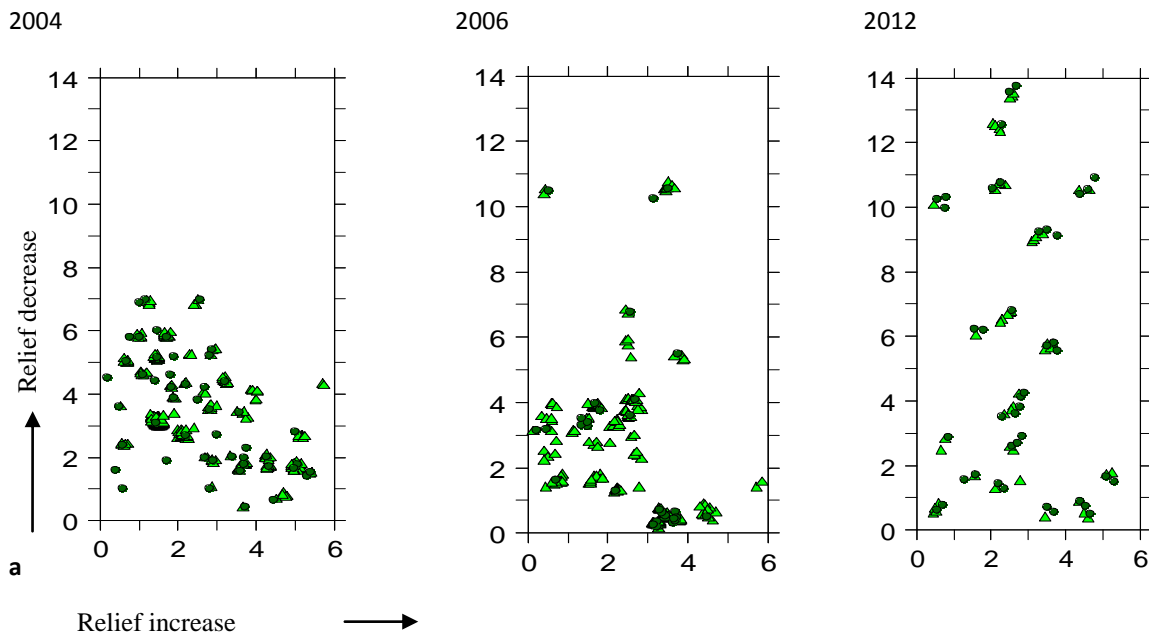 2004 2006 2012
14 14 14
12 12 12
10 10 10
8 8 8
6 6 6
4 4 4
2 2 2
0 0 0
0 2 4 6 0 2 4 6 0 2 4 6
Relief decrease
a
Relief increase